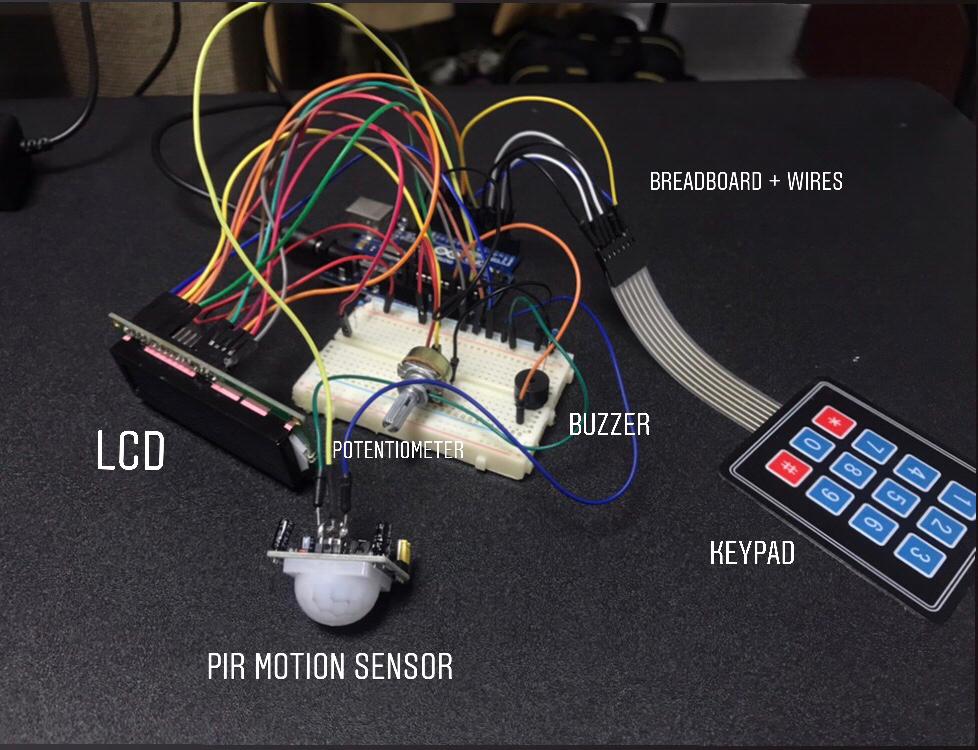 BREADBOARD + WIRES
LCD
POTENTIOMETER
BUZZER
KEYPAD
PIR MOTION SENSOR
* 7 4 1
0 8 5 2
# 9 6 3